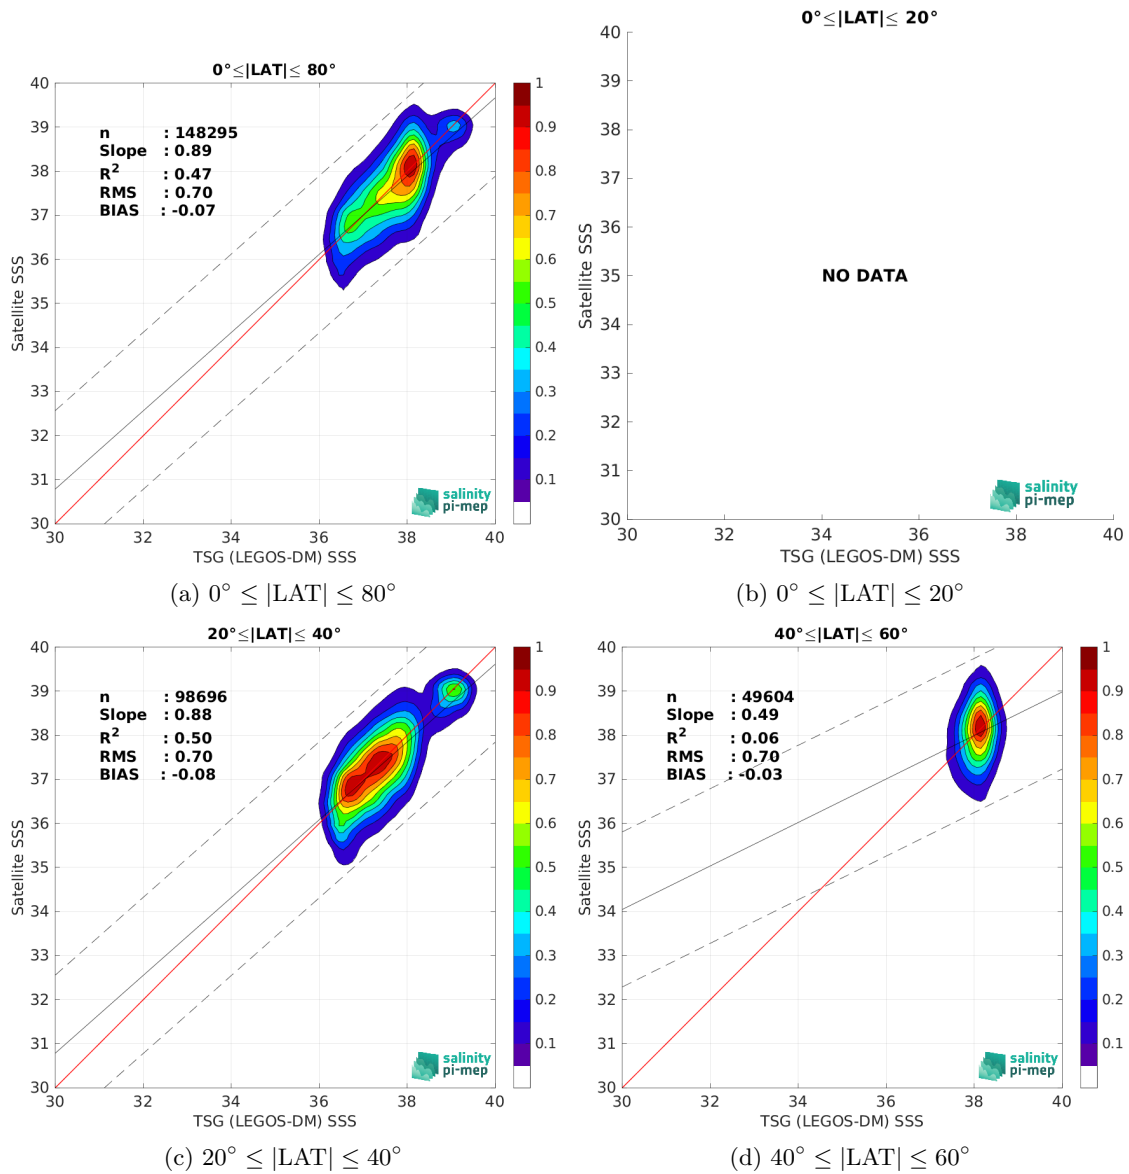 0°≤|LAT|≤ 80°
n : 148295
Slope : 0.89
R² : 0.47
RMS : 0.70
BIAS : -0.07
40
39
38
37
36
35
34
33
32
31
30
Satellite SSS
30 32 34 36 38 40
TSG (LEGOS-DM) SSS
1
0.9
0.8
0.7
0.6
0.5
0.4
0.3
0.2
0.1
salinity
pi-mep
(a) 0° ≤ |LAT| ≤ 80°
0°≤|LAT|≤ 20°
40
39
38
37
36
35
34
33
32
31
30
Satellite SSS
NO DATA
30 32 34 36 38 40
TSG (LEGOS-DM) SSS
salinity
pi-mep
(b) 0° ≤ |LAT| ≤ 20°
20°≤|LAT|≤ 40°
n : 98696
Slope : 0.88
R² : 0.50
RMS : 0.70
BIAS : -0.08
40
39
38
37
36
35
34
33
32
31
30
Satellite SSS
30 32 34 36 38 40
TSG (LEGOS-DM) SSS
1
0.9
0.8
0.7
0.6
0.5
0.4
0.3
0.2
0.1
salinity
pi-mep
(c) 20° ≤ |LAT| ≤ 40°
40°≤|LAT|≤ 60°
n : 49604
Slope : 0.49
R² : 0.06
RMS : 0.70
BIAS : -0.03
40
39
38
37
36
35
34
33
32
31
30
Satellite SSS
30 32 34 36 38 40
TSG (LEGOS-DM) SSS
1
0.9
0.8
0.7
0.6
0.5
0.4
0.3
0.2
0.1
salinity
pi-mep
(d) 40° ≤ |LAT| ≤ 60°